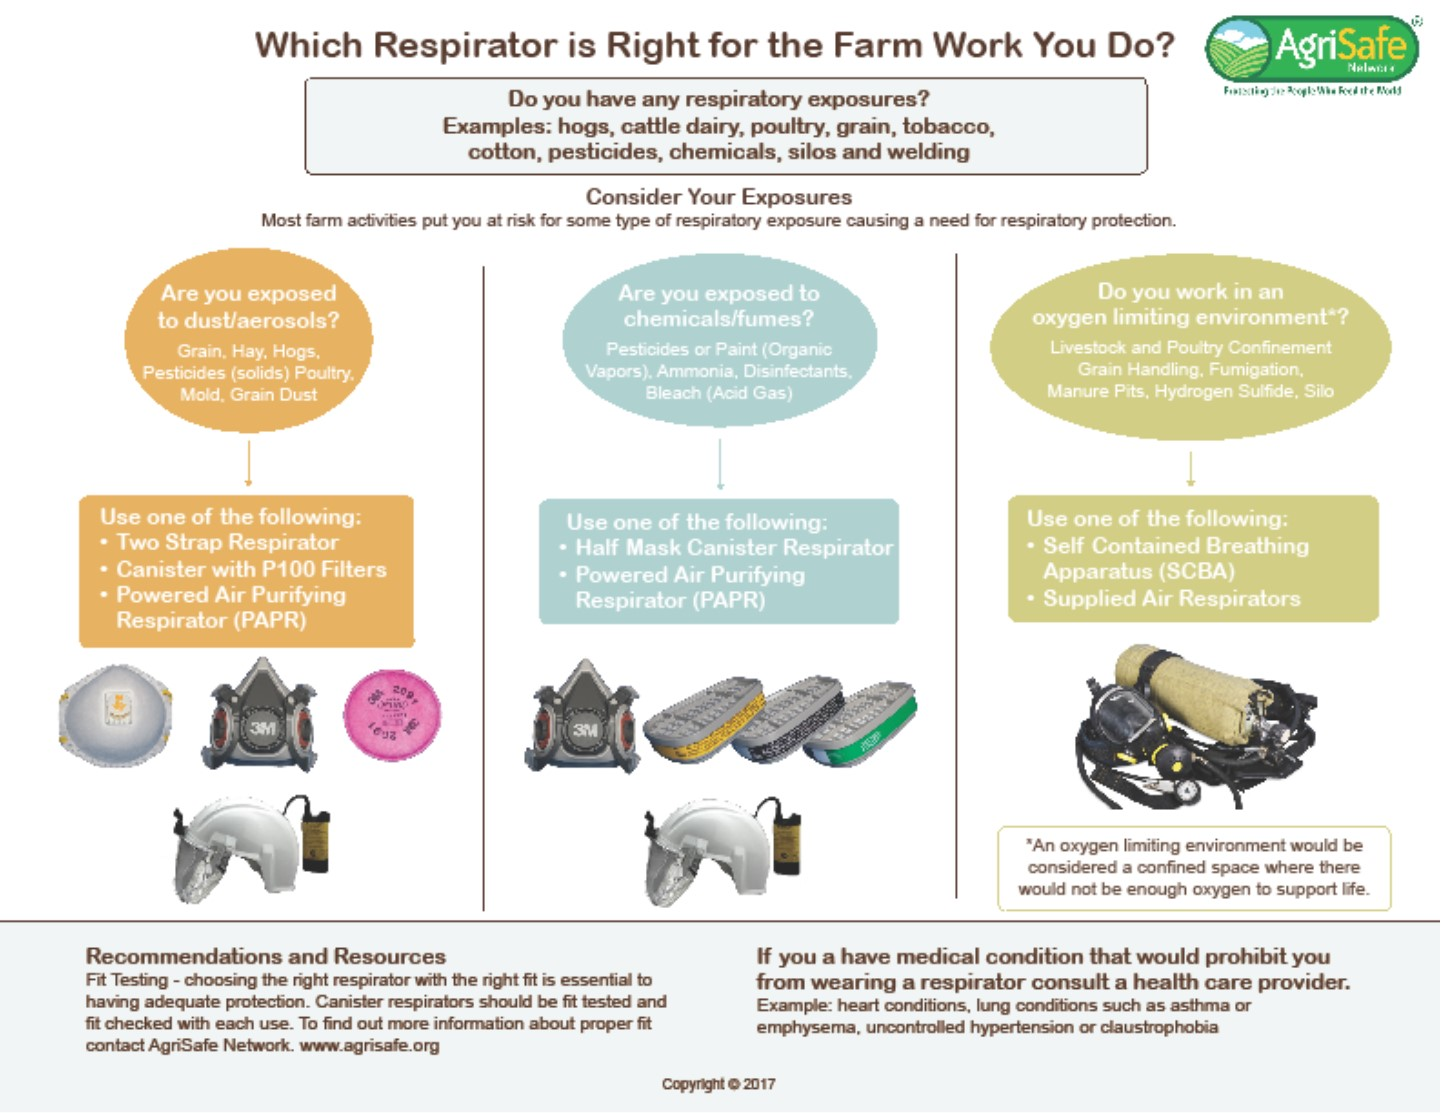 Which Respirator is Right for the Farm Work You Do?
AgriSafe
Network
®
Protecting the People Who Feed the World
Do you have any respiratory exposures?
Examples: hogs, cattle dairy, poultry, grain, tobacco,
cotton, pesticides, chemicals, silos and welding
Consider Your Exposures
Most farm activities put you at risk for some type of respiratory exposure causing a need for respiratory protection.
Are you exposed
to dust/aerosols?
Grain, Hay, Hogs,
Pesticides (solids) Poultry,
Mold, Grain Dust
Use one of the following:
• Two Strap Respirator
• Canister with P100 Filters
• Powered Air Purifying
Respirator (PAPR)
3M
2091
2091
Are you exposed to
chemicals/fumes?
Pesticides or Paint (Organic
Vapors), Ammonia, Disinfectants,
Bleach (Acid Gas)
Use one of the following:
• Half Mask Canister Respirator
• Powered Air Purifying
Respirator (PAPR)
3M
Do you work in an
oxygen limiting environment*?
Livestock and Poultry Confinement
Grain Handling, Fumigation,
Manure Pits, Hydrogen Sulfide, Silo
Use one of the following:
• Self Contained Breathing
Apparatus (SCBA)
• Supplied Air Respirators
*An oxygen limiting environment would be
considered a confined space where there
would not be enough oxygen to support life.
Recommendations and Resources
Fit Testing - choosing the right respirator with the right fit is essential to
having adequate protection. Canister respirators should be fit tested and
fit checked with each use. To find out more information about proper fit
contact AgriSafe Network. www.agrisafe.org
If you a have medical condition that would prohibit you
from wearing a respirator consult a health care provider.
Example: heart conditions, lung conditions such as asthma or
emphysema, uncontrolled hypertension or claustrophobia
Copyright © 2017